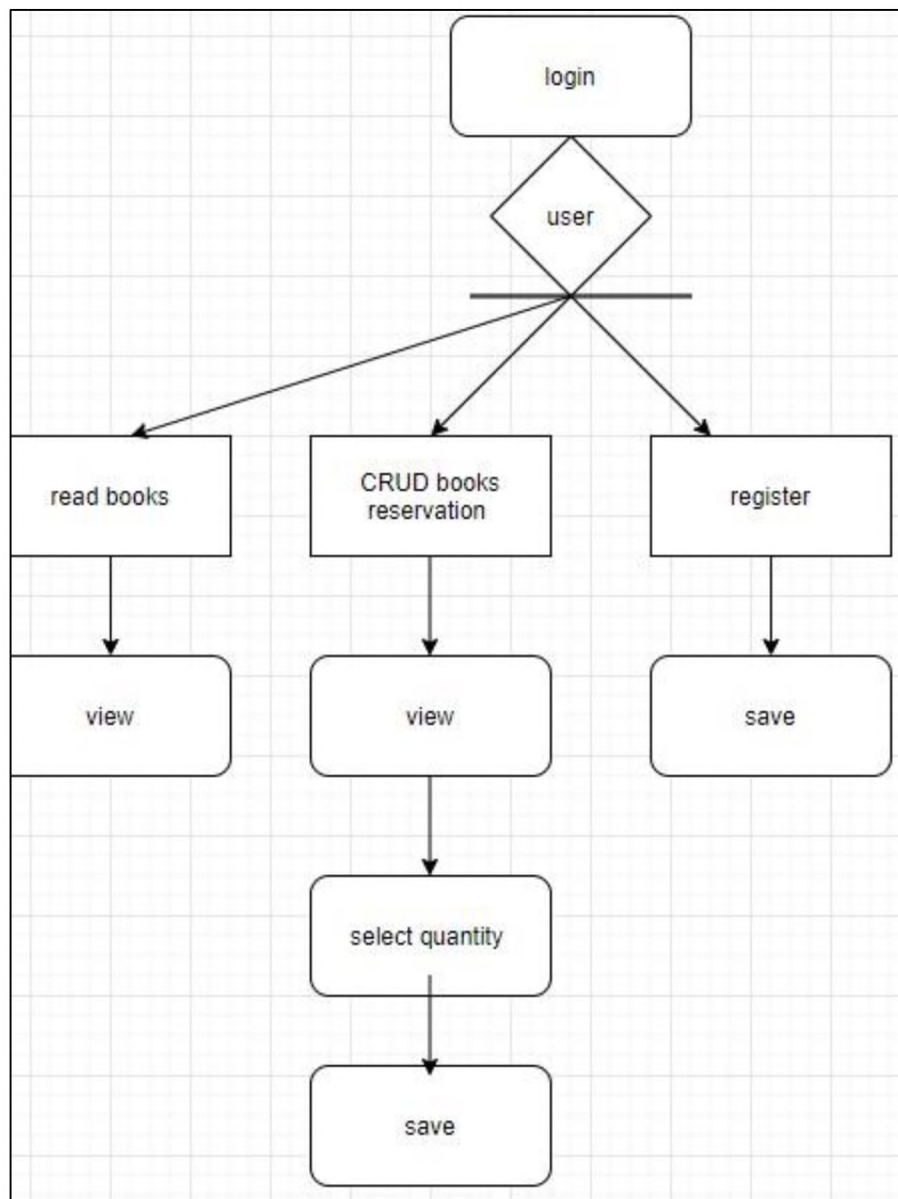 login
user
read books
CRUD books
reservation
register
view
view
save
select quantity
save